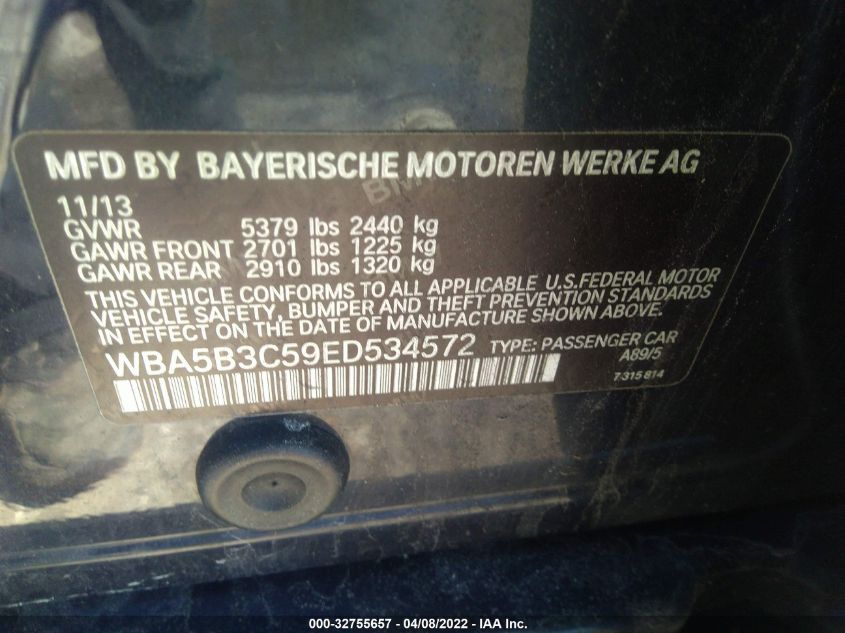 MFD BY BAYERISCHE MOTOREN WERKE AG
11/13
GVWR 5379 lbs 2440 kg
GAWR FRONT 2701 lbs 1225 kg
GAWR REAR 2910 lbs 1320 kg
THIS VEHICLE CONFORMS TO ALL APPLICABLE U.S.FEDERAL MOTOR
VEHICLE SAFETY, BUMPER AND THEFT PREVENTION STANDARDS
IN EFFECT ON THE DATE OF MANUFACTURE SHOWN ABOVE.
WBA5B3C59ED534572 TYPE: PASSENGER CAR
A89/5
7 315 814
000-32755657 - 04/08/2022 - IAA Inc.